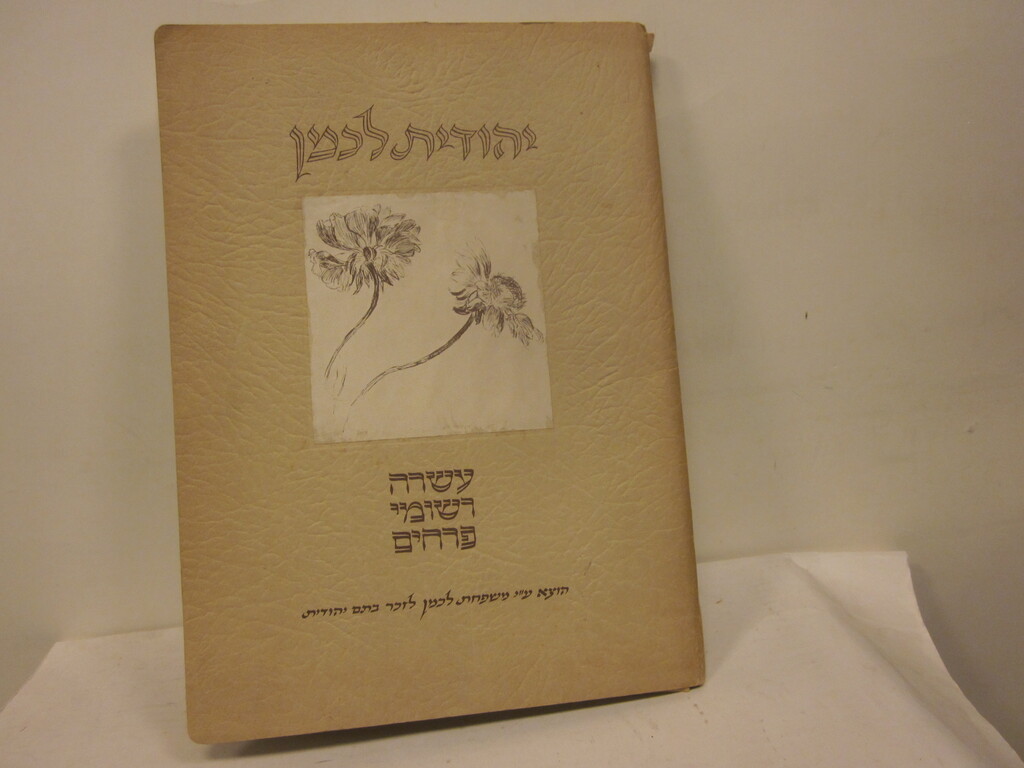 יהודית לכמן
עשרה
רשומי
פרחים
הוצא ע"י משפחת לכמן לזכר בתם יהודית